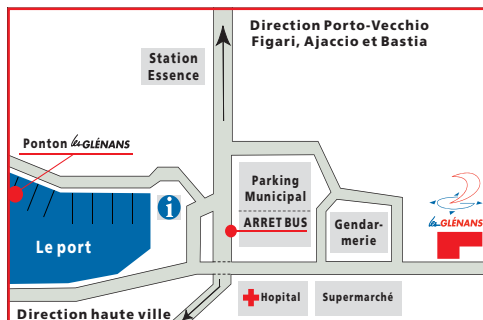 Direction Porto-Vecchio
Figari, Ajaccio et Bastia
Station
Essence
Ponton les GLÉNANS
Parking
Municipal
ARRET BUS
i
Gendar-
merie
les GLÉNANS
Le port
Hopital
Supermarché
Direction haute ville